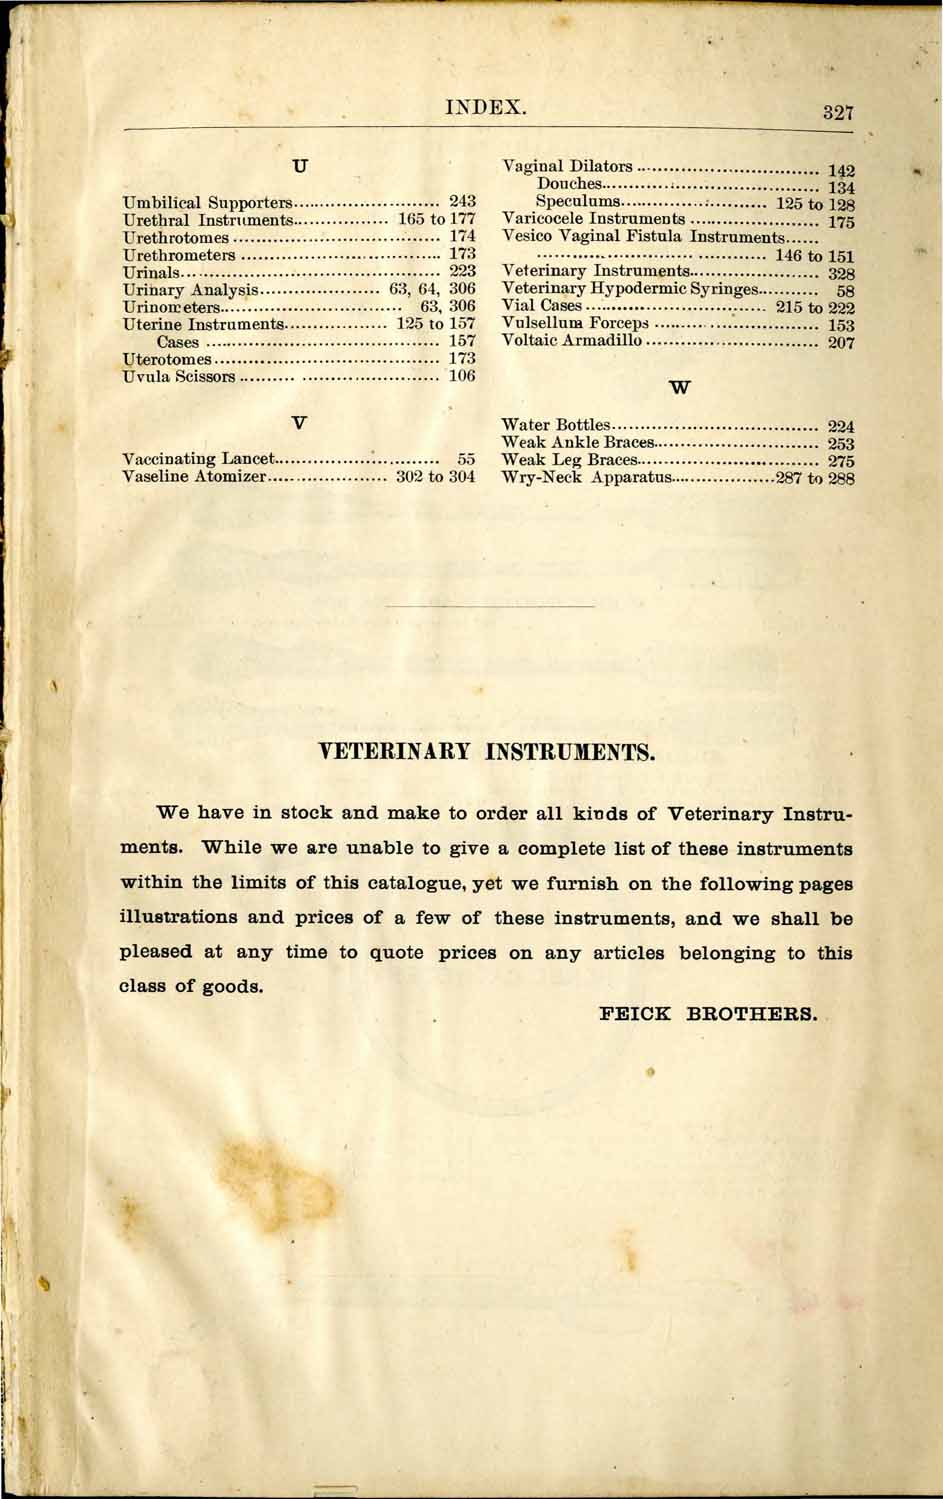 INDEX. 327
U
Umbilical Supporters 243
Urethral Instruments 165 to 177
Urethrotomes 174
Urethrometers 173
Urinals 223
Urinary Analysis 63, 64, 306
Urinometers 63, 306
Uterine Instruments 125 to 157
Cases 157
Uterotomes 173
Uvula Scissors 106
V
Vaccinating Lancet 55
Vaseline Atomizer 302 to 304
Vaginal Dilators 142
Douches 134
Speculums 125 to 128
Varicocele Instruments 175
Vesico Vaginal Fistula Instruments
146 to 151
Veterinary Instruments 328
Veterinary Hypodermic Syringes 58
Vial Cases 215 to 222
Vulsellum Forceps 153
Voltaic Armadillo 207
W
Water Bottles 224
Weak Ankle Braces 253
Weak Leg Braces 275
Wry-Neck Apparatus 287 to 288
VETERINARY INSTRUMENTS.
We have in stock and make to order all kinds of Veterinary Instru-
ments. While we are unable to give a complete list of these instruments
within the limits of this catalogue, yet we furnish on the following pages
illustrations and prices of a few of these instruments, and we shall be
pleased at any time to quote prices on any articles belonging to this
class of goods.
FEICK BROTHERS.